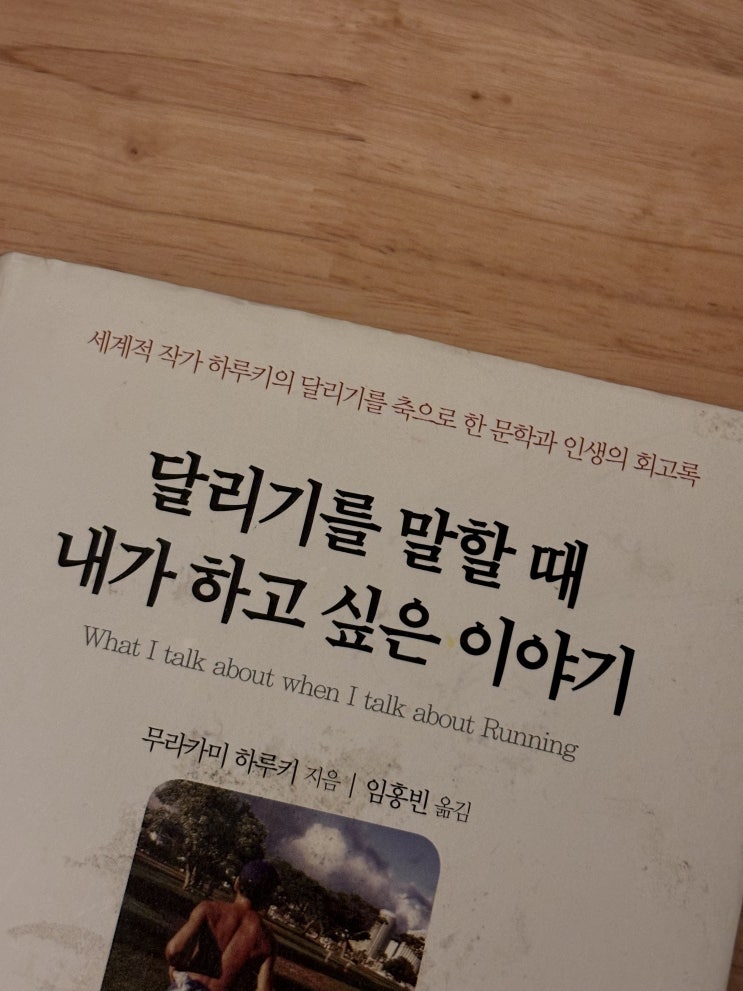 세계적 작가 하루키의 달리기를 축으로 한 문학과 인생의 회고록
달리기를 말할 때
내가 하고 싶은 이야기
What I talk about when I talk about Running
무라카미 하루키 지음 | 임홍빈 옮김